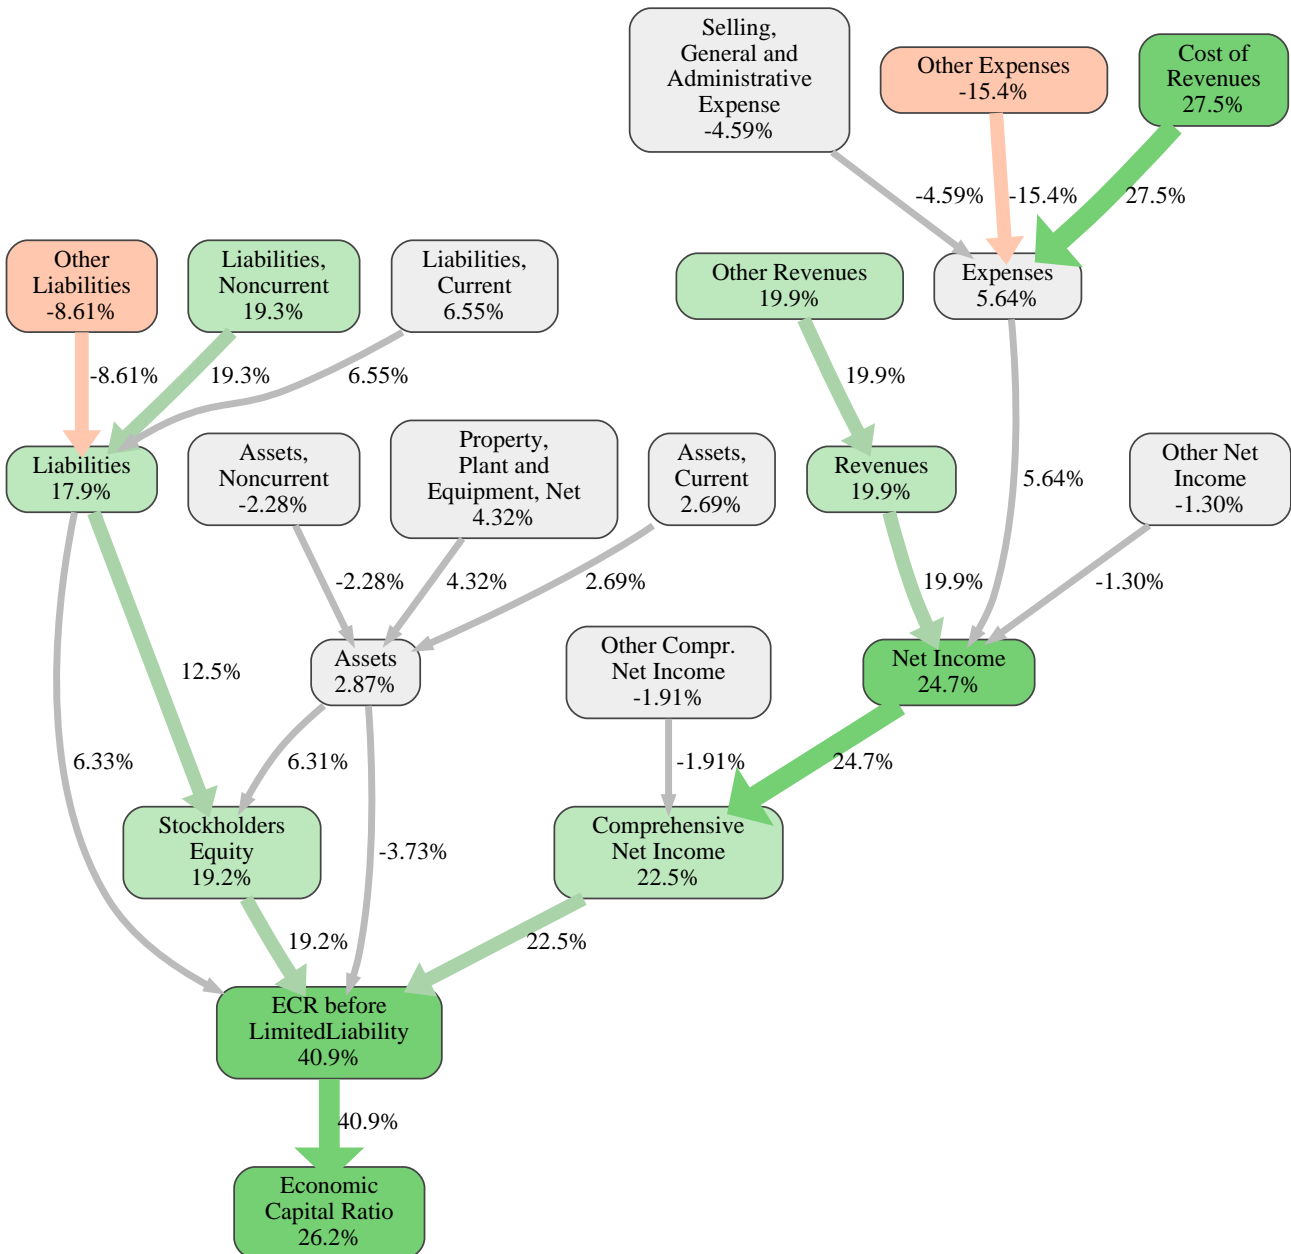 Selling,
General and
Administrative
Expense
-4.59%
Other Expenses
-15.4%
Cost of
Revenues
27.5%
-4.59%
-15.4%
27.5%
Other
Liabilities
-8.61%
Liabilities,
Noncurrent
19.3%
Liabilities,
Current
6.55%
Other Revenues
19.9%
Expenses
5.64%
-8.61%
19.3%
6.55%
19.9%
Liabilities
17.9%
Assets,
Noncurrent
-2.28%
Property,
Plant and
Equipment, Net
4.32%
Assets,
Current
2.69%
Revenues
19.9%
5.64%
Other Net
Income
-1.30%
-2.28%
4.32%
2.69%
19.9%
-1.30%
12.5%
Assets
2.87%
Other Compr.
Net Income
-1.91%
Net Income
24.7%
6.33%
6.31%
-1.91%
24.7%
Stockholders
Equity
19.2%
-3.73%
Comprehensive
Net Income
22.5%
19.2%
22.5%
ECR before
LimitedLiability
40.9%
40.9%
Economic
Capital Ratio
26.2%